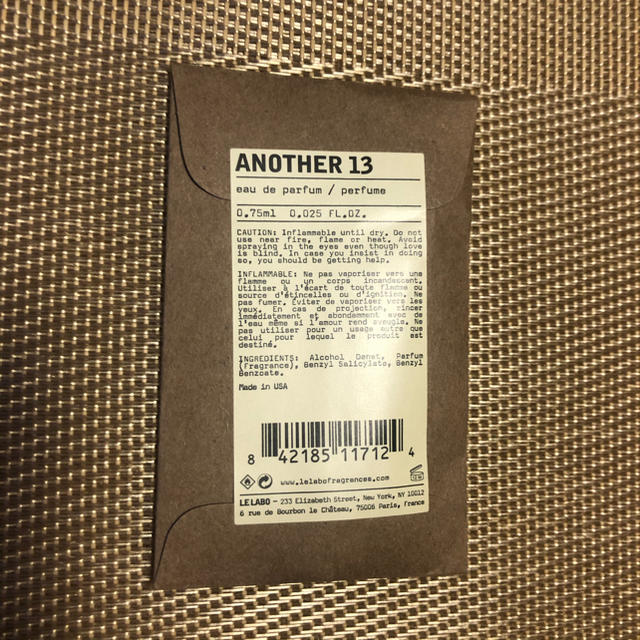 ANOTHER 13
eau de parfum / perfume
0.75ml 0.025 FL.OZ.
CAUTION: Inflammable until dry. Do not
use near fire, flame or heat. Avoid
spraying in the eyes even though love
is blind. In case you insist in doing
so, you should be getting help.
INFLAMMABLE: Ne pas vaporiser vers une
flamme ou un corps incandescent.
Utiliser à l'écart de toute flamme ou
source d'étincelles ou d'ignition. Ne
pas fumer. Éviter de vaporiser vers les
yeux. En cas de projection, rincer
immédiatement et abondamment avec de
l'eau même si l'amour rend aveugle. Ne
pas utiliser pour un usage autre que
celui pour lequel le produit est
destiné.
INGREDIENTS: Alcohol Denat, Parfum
(fragrance), Benzyl Salicylate, Benzyl
Benzoate.
Made in USA
8 42185 11712 4
www.lelabofragrances.com
LE LABO – 233 Elizabeth Street, New York, NY 10012
6 rue de Bourbon le Château, 75006 Paris, france